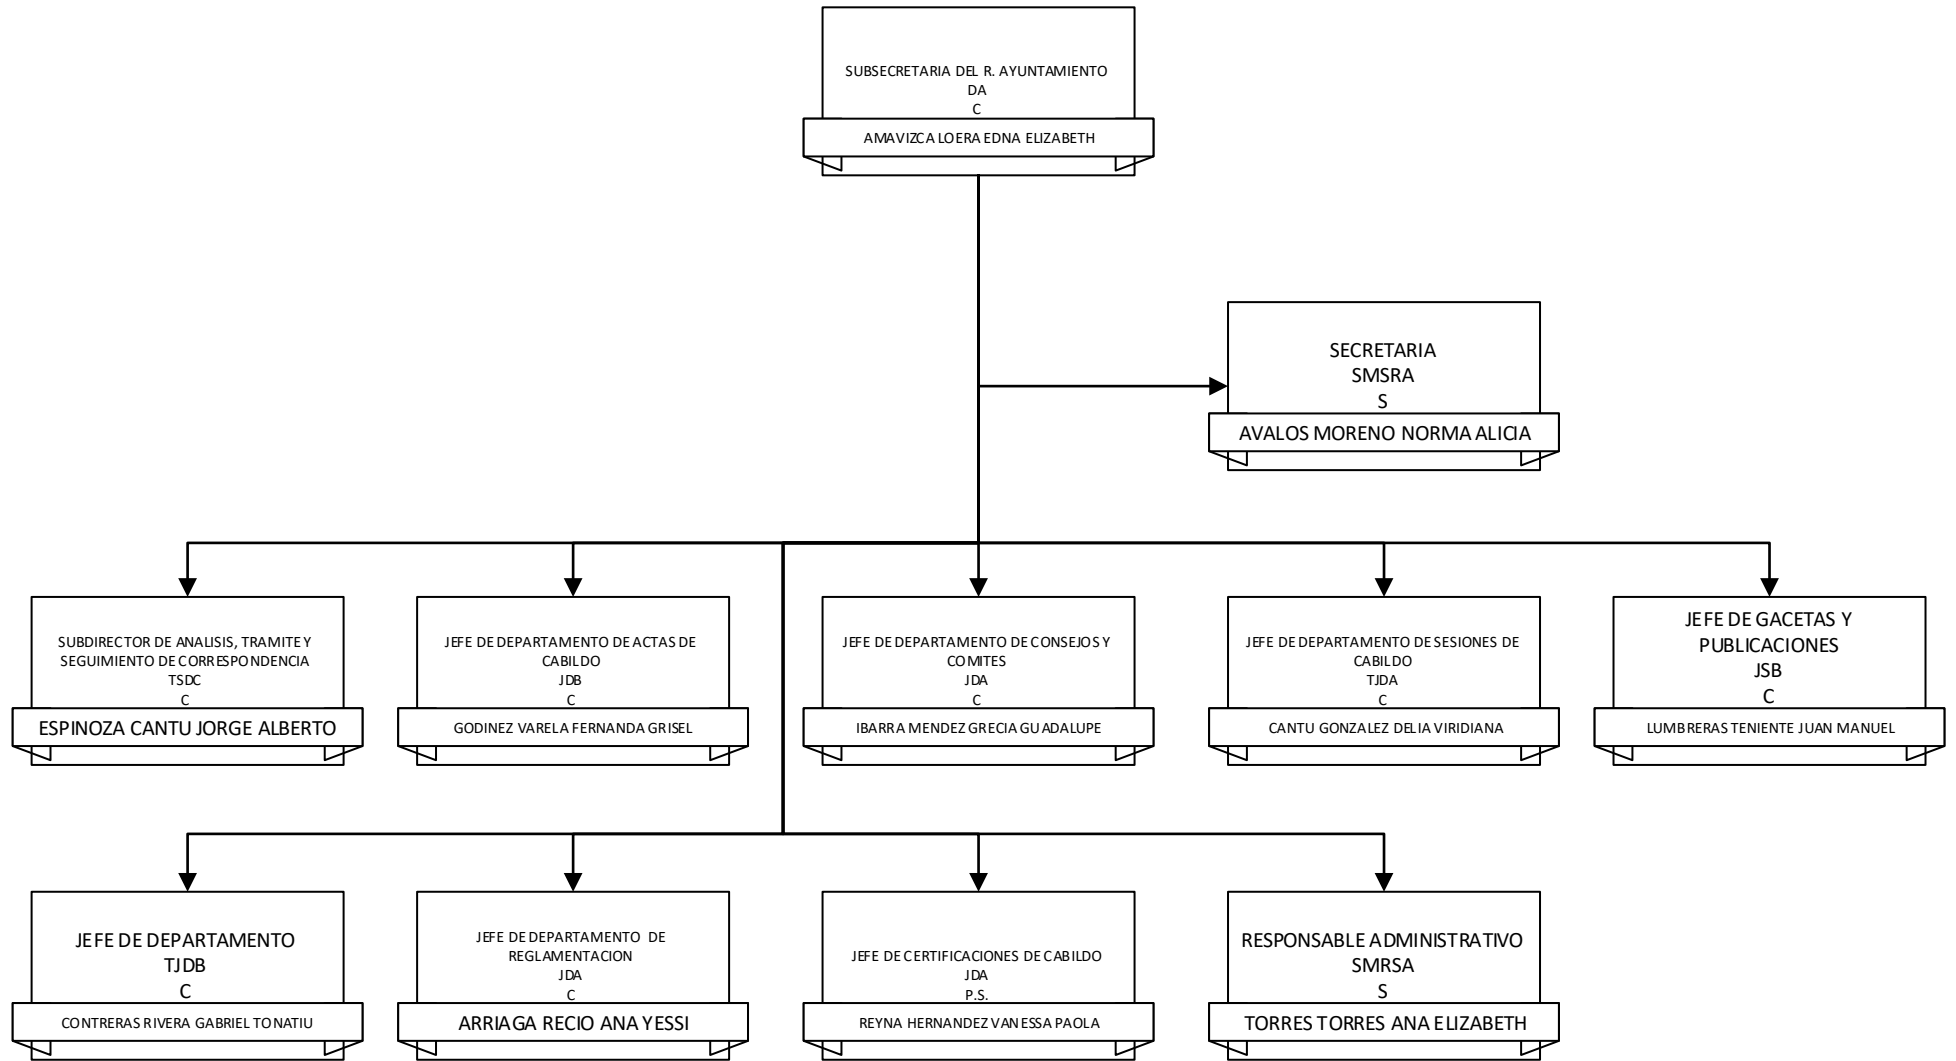 SUBSECRETARIA DEL R. AYUNTAMIENTO
DA
C
AMAVIZCA LOERA EDNA ELIZABETH
SECRETARIA
SMSRA
S
AVALOS MORENO NORMA ALICIA
SUBDIRECTOR DE ANALISIS, TRAMITE Y
SEGUIMIENTO DE CORRESPONDENCIA
TSDC
C
ESPINOZA CANTU JORGE ALBERTO
JEFE DE DEPARTAMENTO DE ACTAS DE
CABILDO
JDB
C
GODINEZ VARELA FERNANDA GRISEL
JEFE DE DEPARTAMENTO DE CONSEJOS Y
COMITES
JDA
C
IBARRA MENDEZ GRECIA GUADALUPE
JEFE DE DEPARTAMENTO DE SESIONES DE
CABILDO
TJDA
C
CANTU GONZALEZ DELIA VIRIDIANA
JEFE DE GACETAS Y
PUBLICACIONES
JSB
C
LUMBRERAS TENIENTE JUAN MANUEL
JEFE DE DEPARTAMENTO
TJDB
C
CONTRERAS RIVERA GABRIEL TONATIU
JEFE DE DEPARTAMENTO DE
REGLAMENTACION
JDA
C
ARRIAGA RECIO ANA YESSI
JEFE DE CERTIFICACIONES DE CABILDO
JDA
P.S.
REYNA HERNANDEZ VANESSA PAOLA
RESPONSABLE ADMINISTRATIVO
SMRSA
S
TORRES TORRES ANA ELIZABETH